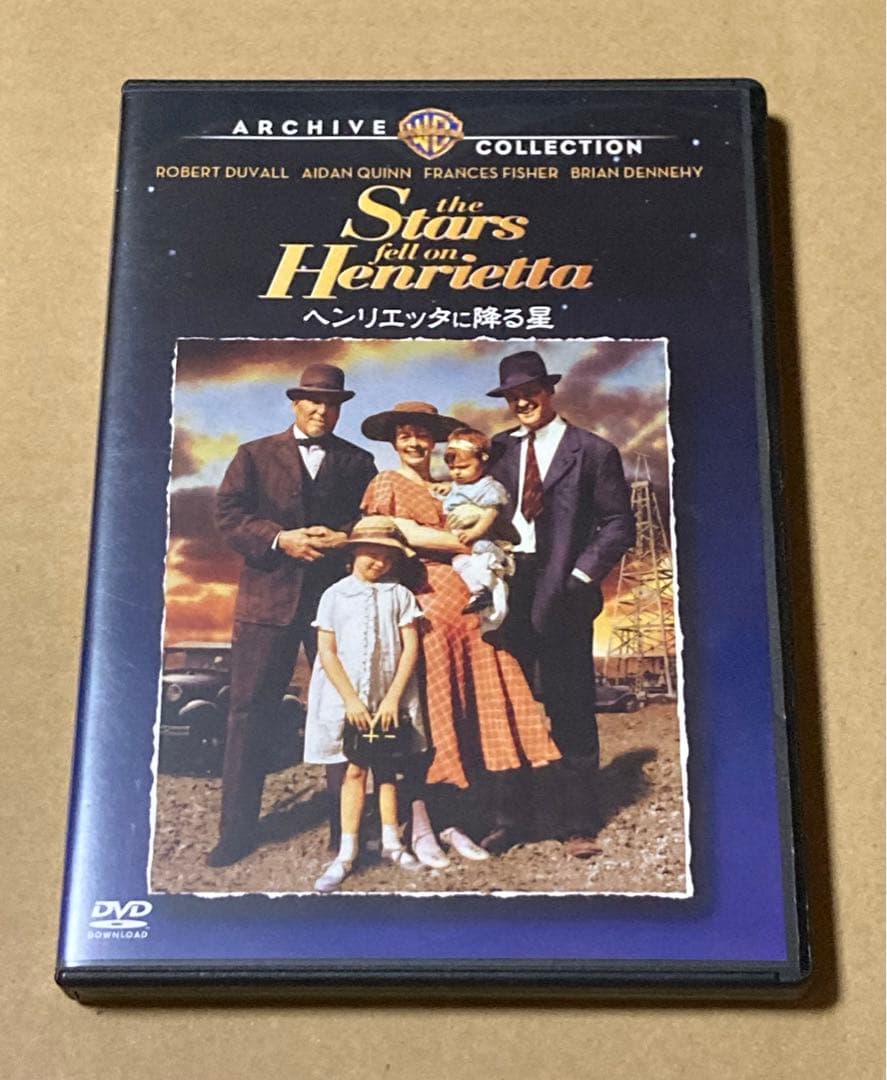 ARCHIVE WB COLLECTION
ROBERT DUVALL AIDAN QUINN FRANCES FISHER BRIAN DENNEHY
the
Stars
fell on
Henrietta
ヘンリエッタに降る星
DVD
DOWNLOAD